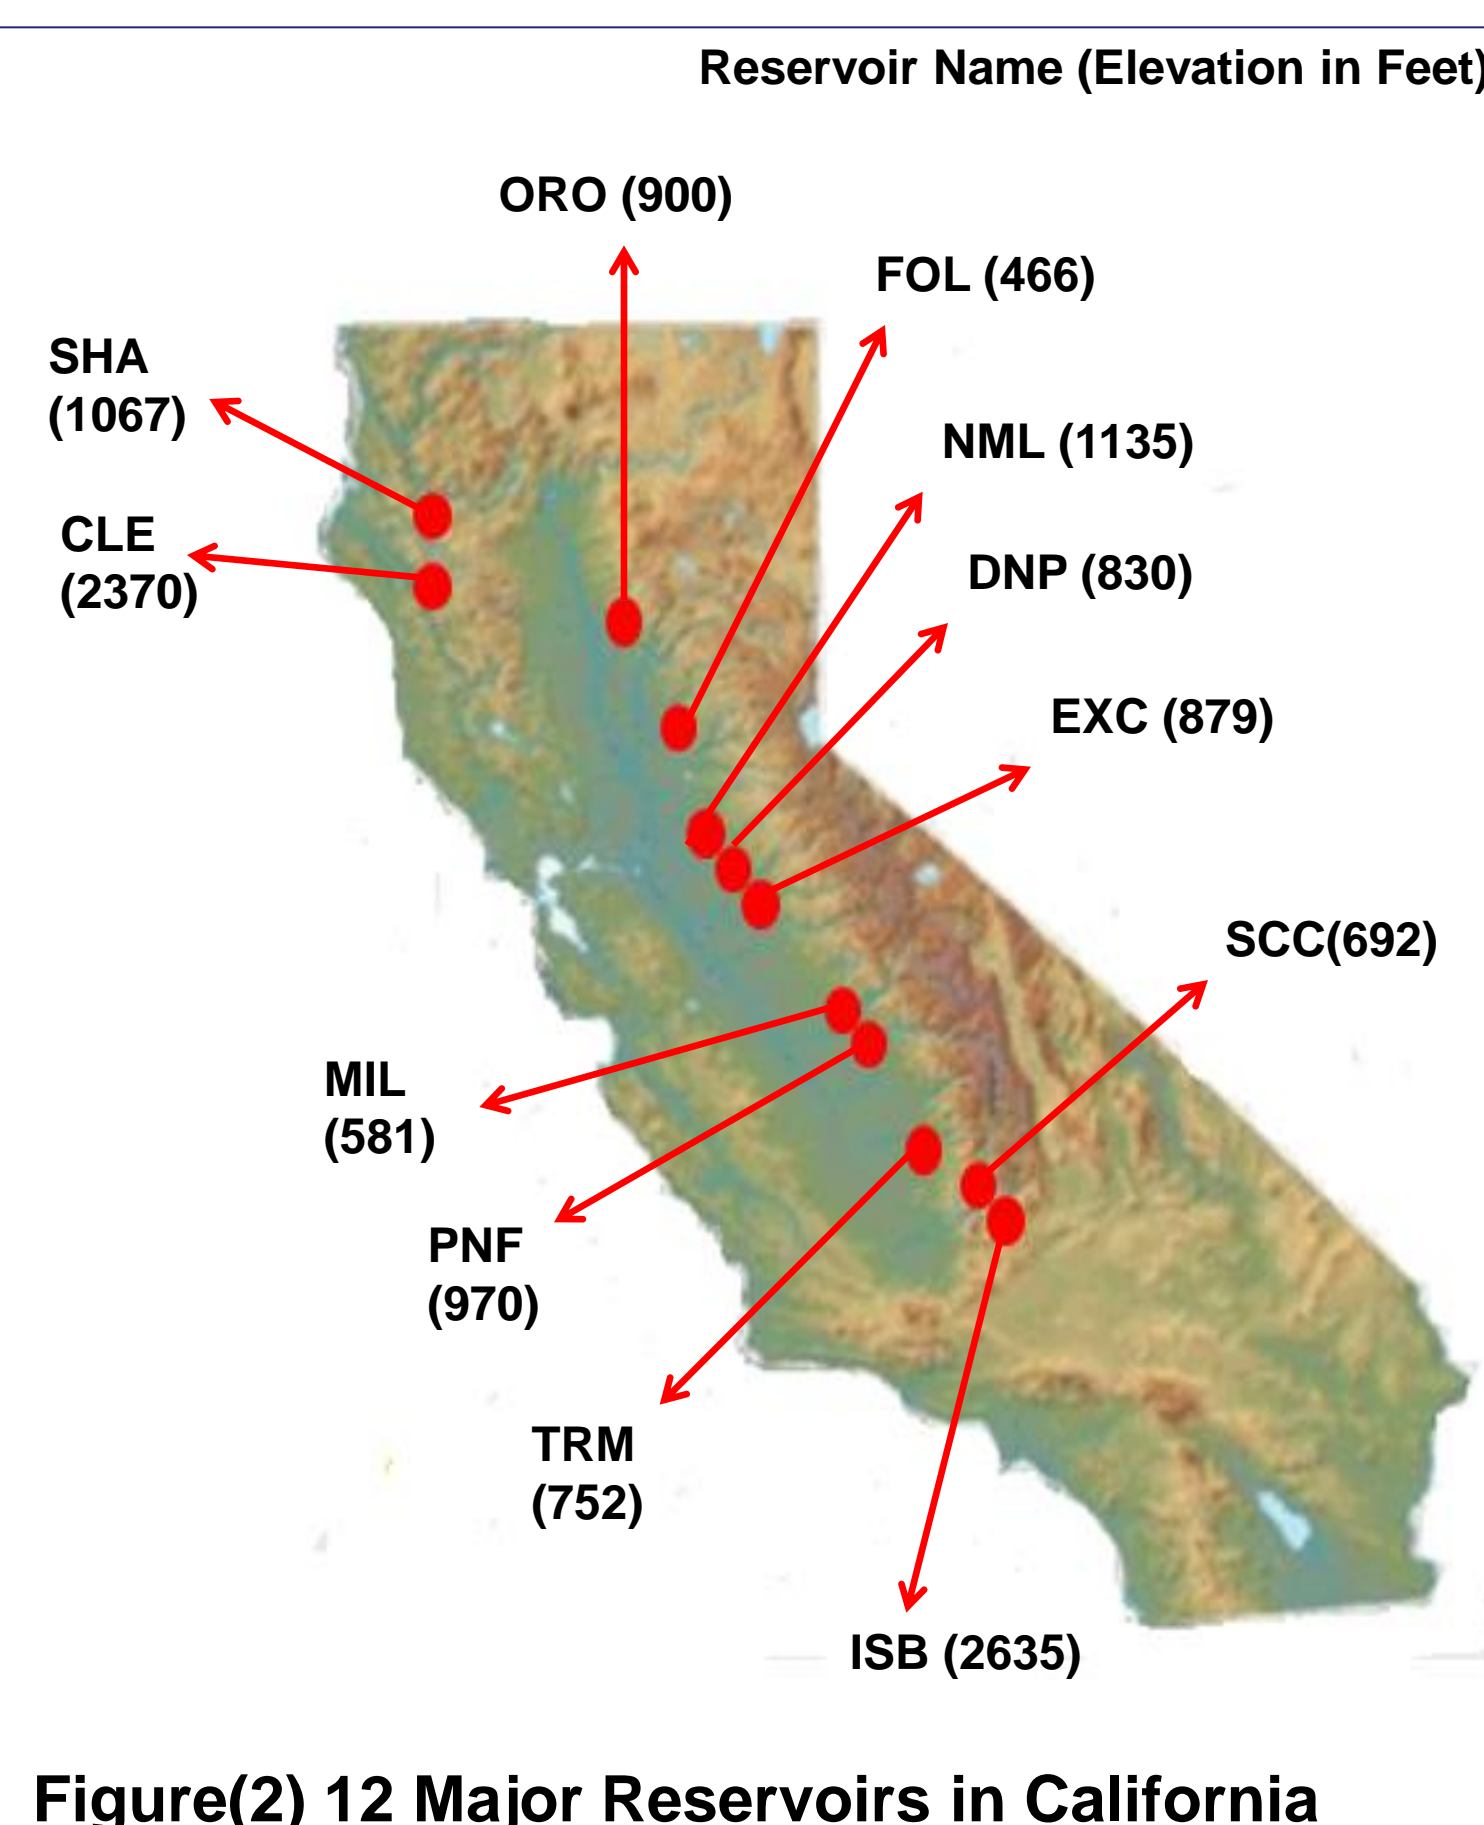 Reservoir Name (Elevation in Feet)
ORO (900)
FOL (466)
SHA
(1067)
NML (1135)
CLE
(2370)
DNP (830)
EXC (879)
SCC(692)
MIL
(581)
PNF
(970)
TRM
(752)
ISB (2635)
Figure(2) 12 Major Reservoirs in California